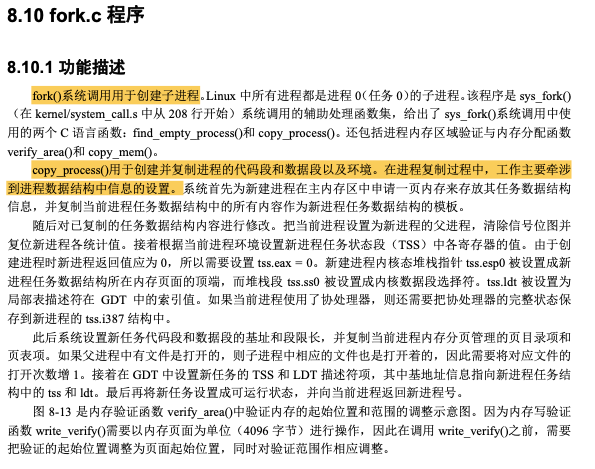 8.10 fork.c 程序
8.10.1 功能描述
fork()系统调用用于创建子进程。Linux 中所有进程都是进程 0(任务 0)的子进程。该程序是 sys_fork()
（在 kernel/system_call.s 中从 208 行开始）系统调用的辅助处理函数集，给出了 sys_fork()系统调用中使
用的两个 C 语言函数：find_empty_process()和 copy_process()。还包括进程内存区域验证与内存分配函数
verify_area()和 copy_mem()。
copy_process()用于创建并复制进程的代码段和数据段以及环境。在进程复制过程中，工作主要牵涉
到进程数据结构中信息的设置。系统首先为新建进程在主内存区中申请一页内存来存放其任务数据结构
信息，并复制当前进程任务数据结构中的所有内容作为新进程任务数据结构的模板。
随后对已复制的任务数据结构内容进行修改。把当前进程设置为新进程的父进程，清除信号位图并
复位新进程各统计值。接着根据当前进程环境设置新进程任务状态段（TSS）中各寄存器的值。由于创
建进程时新进程返回值应为 0，所以需要设置 tss.eax = 0。新建进程内核态堆栈指针 tss.esp0 被设置成新
进程任务数据结构所在内存页面的顶端，而堆栈段 tss.ss0 被设置成内核数据段选择符。tss.ldt 被设置为
局部表描述符在 GDT 中的索引值。如果当前进程使用了协处理器，则还需要把协处理器的完整状态保
存到新进程的 tss.i387 结构中。
此后系统设置新任务代码段和数据段的基址和段限长，并复制当前进程内存分页管理的页目录项和
页表项。如果父进程中有文件是打开的，则子进程中相应的文件也是打开着的，因此需要将对应文件的
打开次数增 1。接着在 GDT 中设置新任务的 TSS 和 LDT 描述符项，其中基地址信息指向新进程任务结
构中的 tss 和 ldt。最后再将新任务设置成可运行状态，并向当前进程返回新进程号。
图 8-13 是内存验证函数 verify_area()中验证内存的起始位置和范围的调整示意图。因为内存写验证
函数 write_verify()需要以内存页面为单位（4096 字节）进行操作，因此在调用 write_verify()之前，需要
把验证的起始位置调整为页面起始位置，同时对验证范围作相应调整。